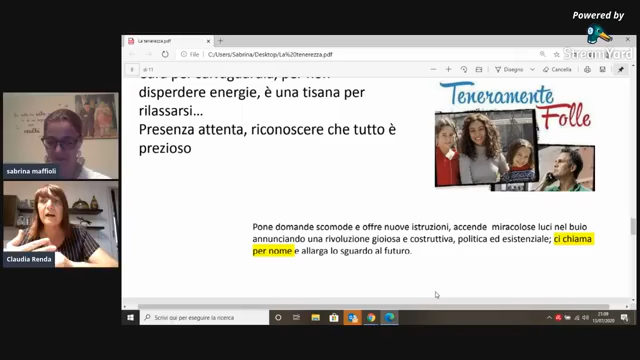 Powered by
StreamYard
La tenerezza.pdf
File
C:/Users/Sabrina/Desktop/La%20tenerezza.pdf
di 11
Disegno
Cancella
disperdere energie, è una tisana per
rilassarsi...
Presenza attenta, riconoscere che tutto è
prezioso
Teneramente
Folle
sabrina maffioli
Claudia Renda
Pone domande scomode e offre nuove istruzioni, accende miracolose luci nel buio
annunciando una rivoluzione gioiosa e costruttiva, politica ed esistenziale; ci chiama
per nome e allarga lo sguardo al futuro.
Scrivi qui per eseguire la ricerca
21:09
13/07/2020